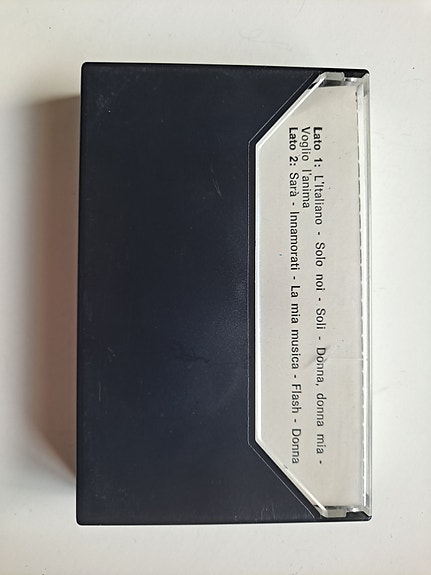 Lato 1: L'Italiano - Solo noi - Soli - Donna, donna mia -
Voglio l'anima
Lato 2: Sarà - Innamorati - La mia musica - Flash - Donna